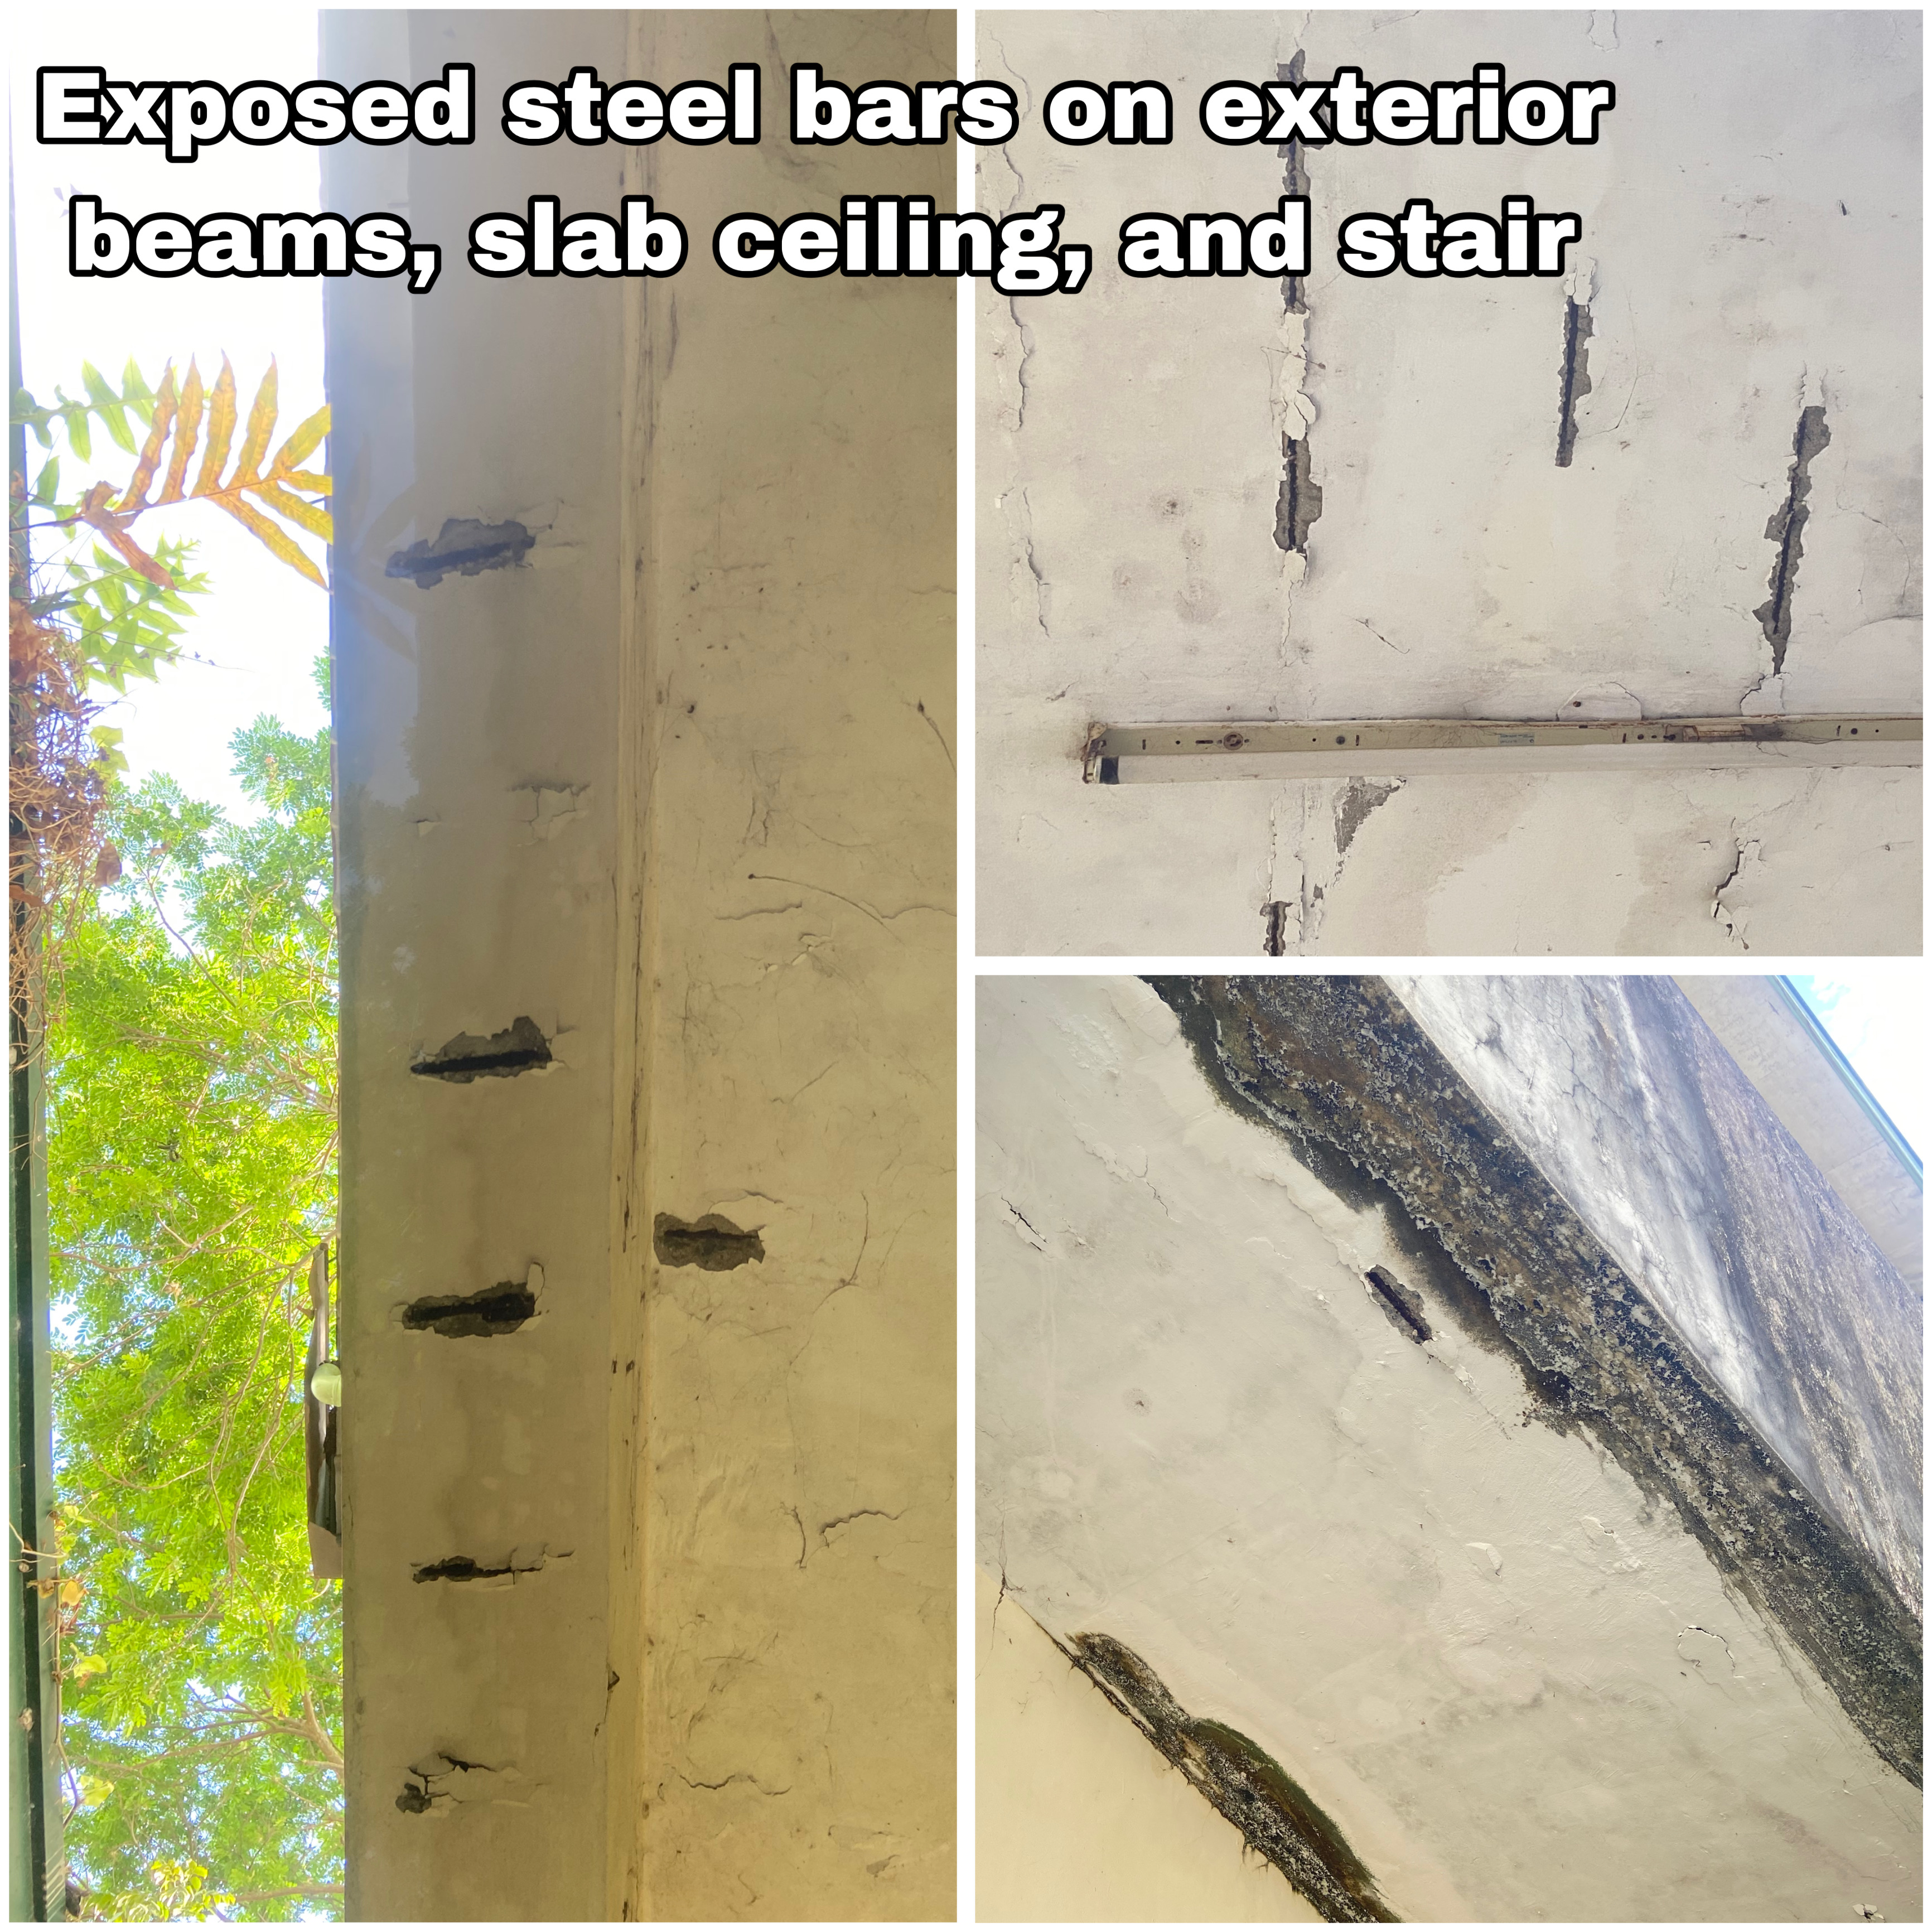 Exposed steel bars on exterior
beams, slab ceiling, and stair